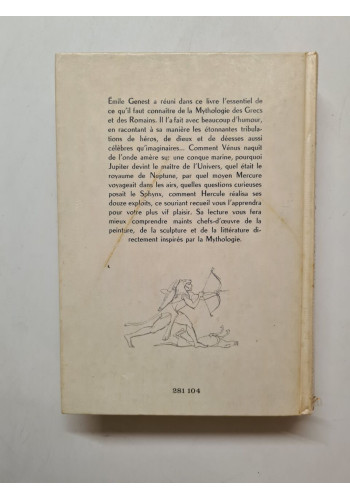 Émile Genest a réuni dans ce livre l'essentiel de
ce qu'il faut connaître de la Mythologie des Grecs
et des Romains. Il l'a fait avec beaucoup d'humour,
en racontant à sa manière les étonnantes tribula-
tions de héros, de dieux et de déesses aussi
célèbres qu'imaginaires... Comment Vénus naquit
de l'onde amère sur une conque marine, pourquoi
Jupiter devint le maître de l'Univers, quel était le
royaume de Neptune, par quel moyen Mercure
voyageait dans les airs, quelles questions curieuses
posait le Sphynx, comment Hercule réalisa ses
douze exploits, ce souriant recueil vous l'apprendra
pour votre plus vif plaisir. Sa lecture vous fera
mieux comprendre maints chefs-d'œuvre de la
peinture, de la sculpture et de la littérature di-
rectement inspirés par la Mythologie.
281 104